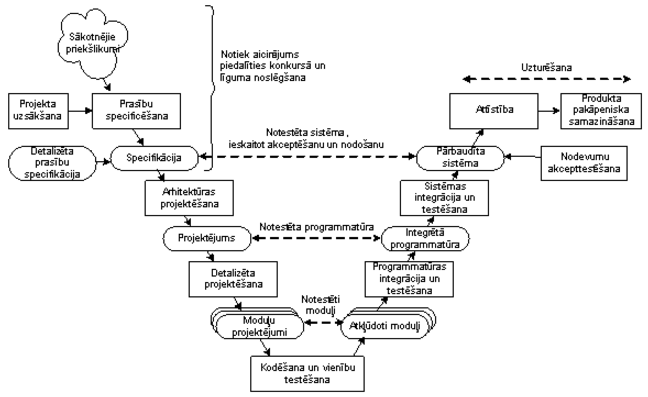 Sākotnējie
priekšlikumi
Notiek aicinājums
piedalīties konkursā un
līguma noslēgšana
Uzturēšana
Projekta
uzsākšana
Prasību
specificēšana
Attīstība
Produkta
pakāpeniska
samazināšana
Detalizēta
prasību
specifikācija
Specifikācija
Notestēta sistēma,
ieskaitot akceptēšanu un nodošanu
Pārbaudīta
sistēma
Nodevumu
akcepttestēšana
Arhitektūras
projektēšana
Sistēmas
integrācija un
testēšana
Projektējums
Notestēta programmatūra
Integrētā
programmatūra
Detalizēta
projektēšana
Programmatūras
integrācija un
testēšana
Notestēti
moduļi
Moduļu
projektējumi
Atkļūdoti moduļi
Kodēšana un vienību
testēšana